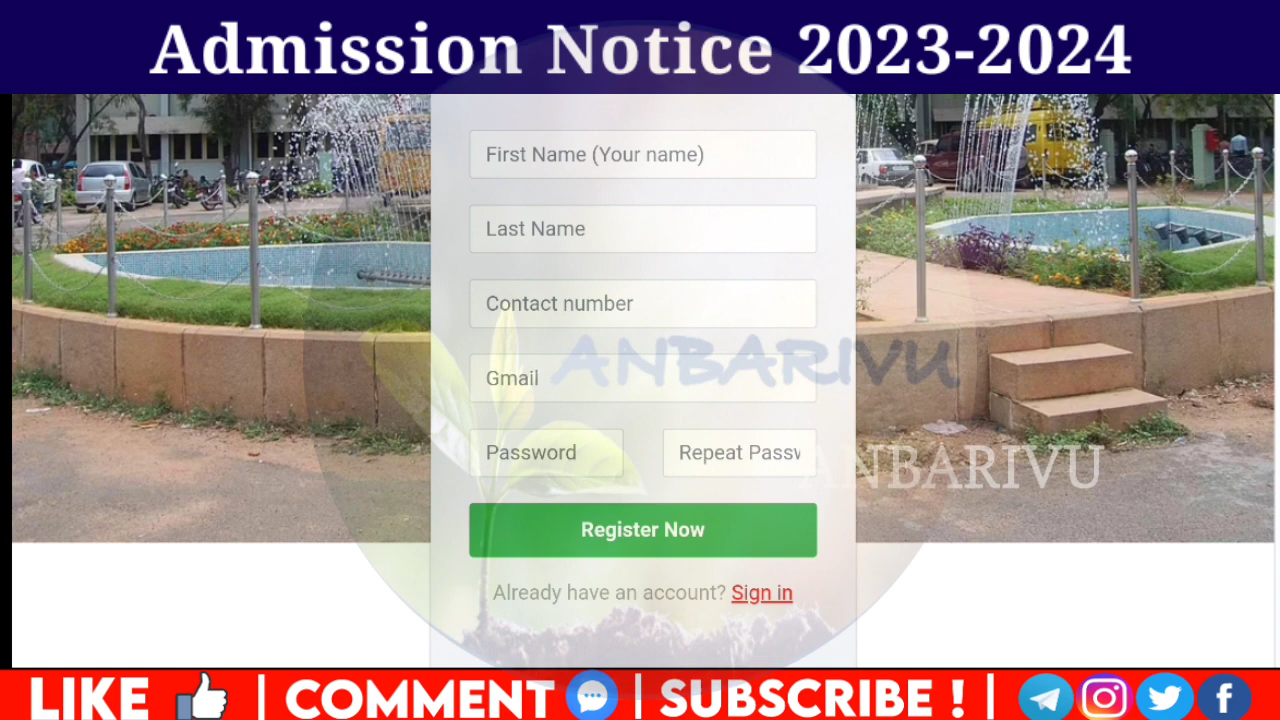 Admission Notice 2023-2024
First Name (Your name)
Last Name
Contact number
ANBARIVU
Gmail
Password
Repeat Passw
ANBARIVU
Register Now
Already have an account? Sign in
LIKE | COMMENT | SUBSCRIBE ! |